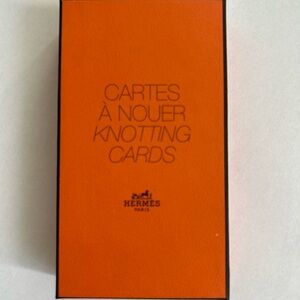 CARTES
À NOUER
KNOTTING
CARDS
HERMÈS
PARIS